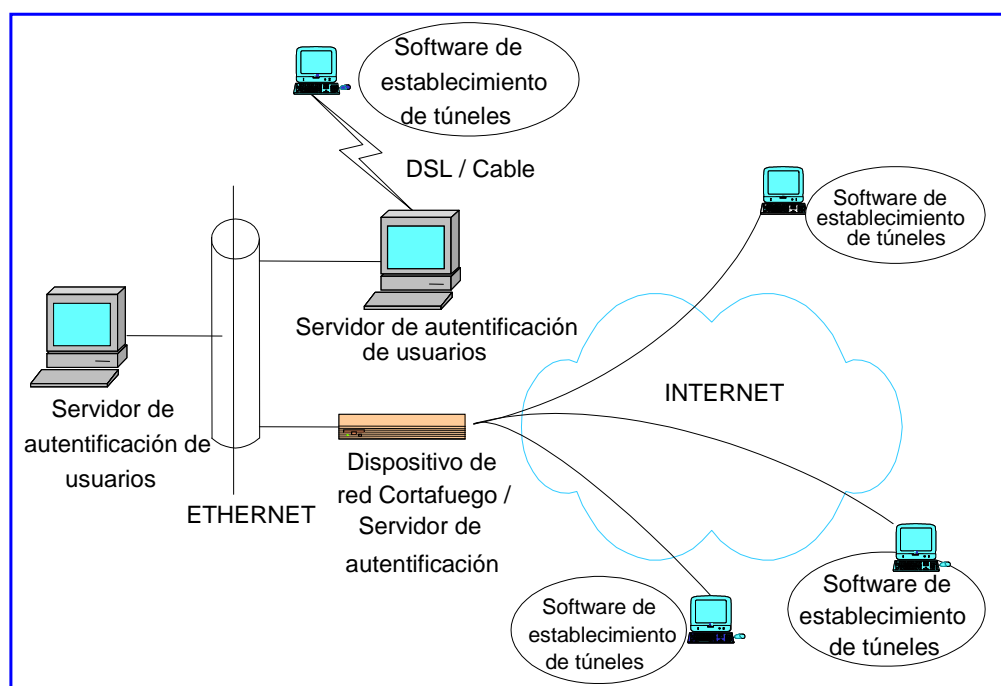 Software de
establecimiento
de túneles
DSL / Cable
Software de
establecimiento
de túneles
Servidor de autentificación
de usuarios
Servidor de
autentificación de
usuarios
INTERNET
Dispositivo de
red Cortafuego /
Servidor de
autentificación
ETHERNET
Software de
establecimiento
de túneles
Software de
establecimiento
de túneles